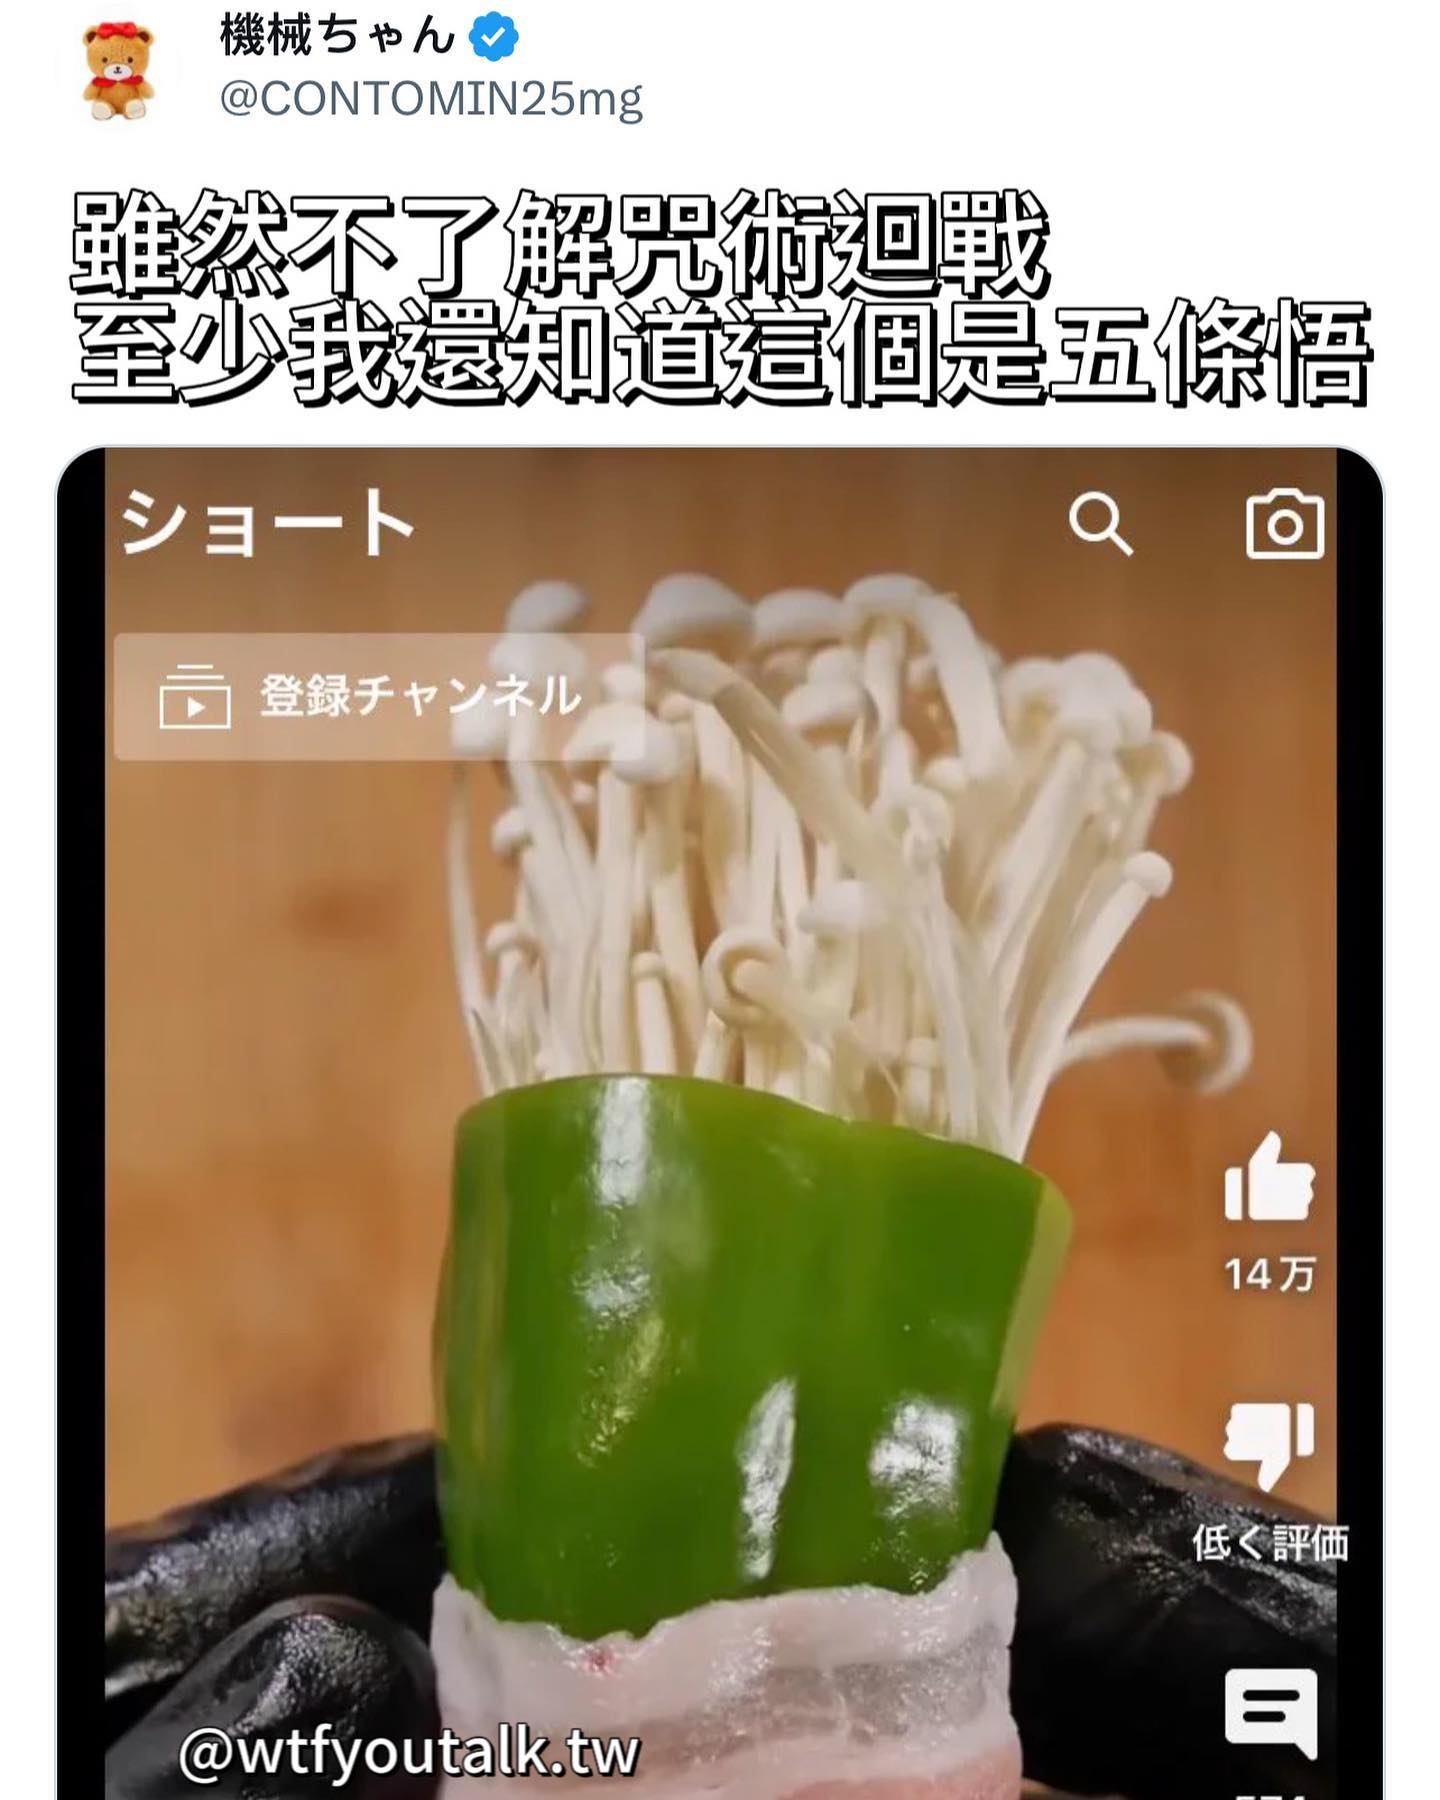 機械ちゃん
@CONTOMIN25mg
雖然不了解咒術迴戰
至少我還知道這個是五條悟
ショート
登録チャンネル
14万
低く評価
@wtfyoutalk.tw